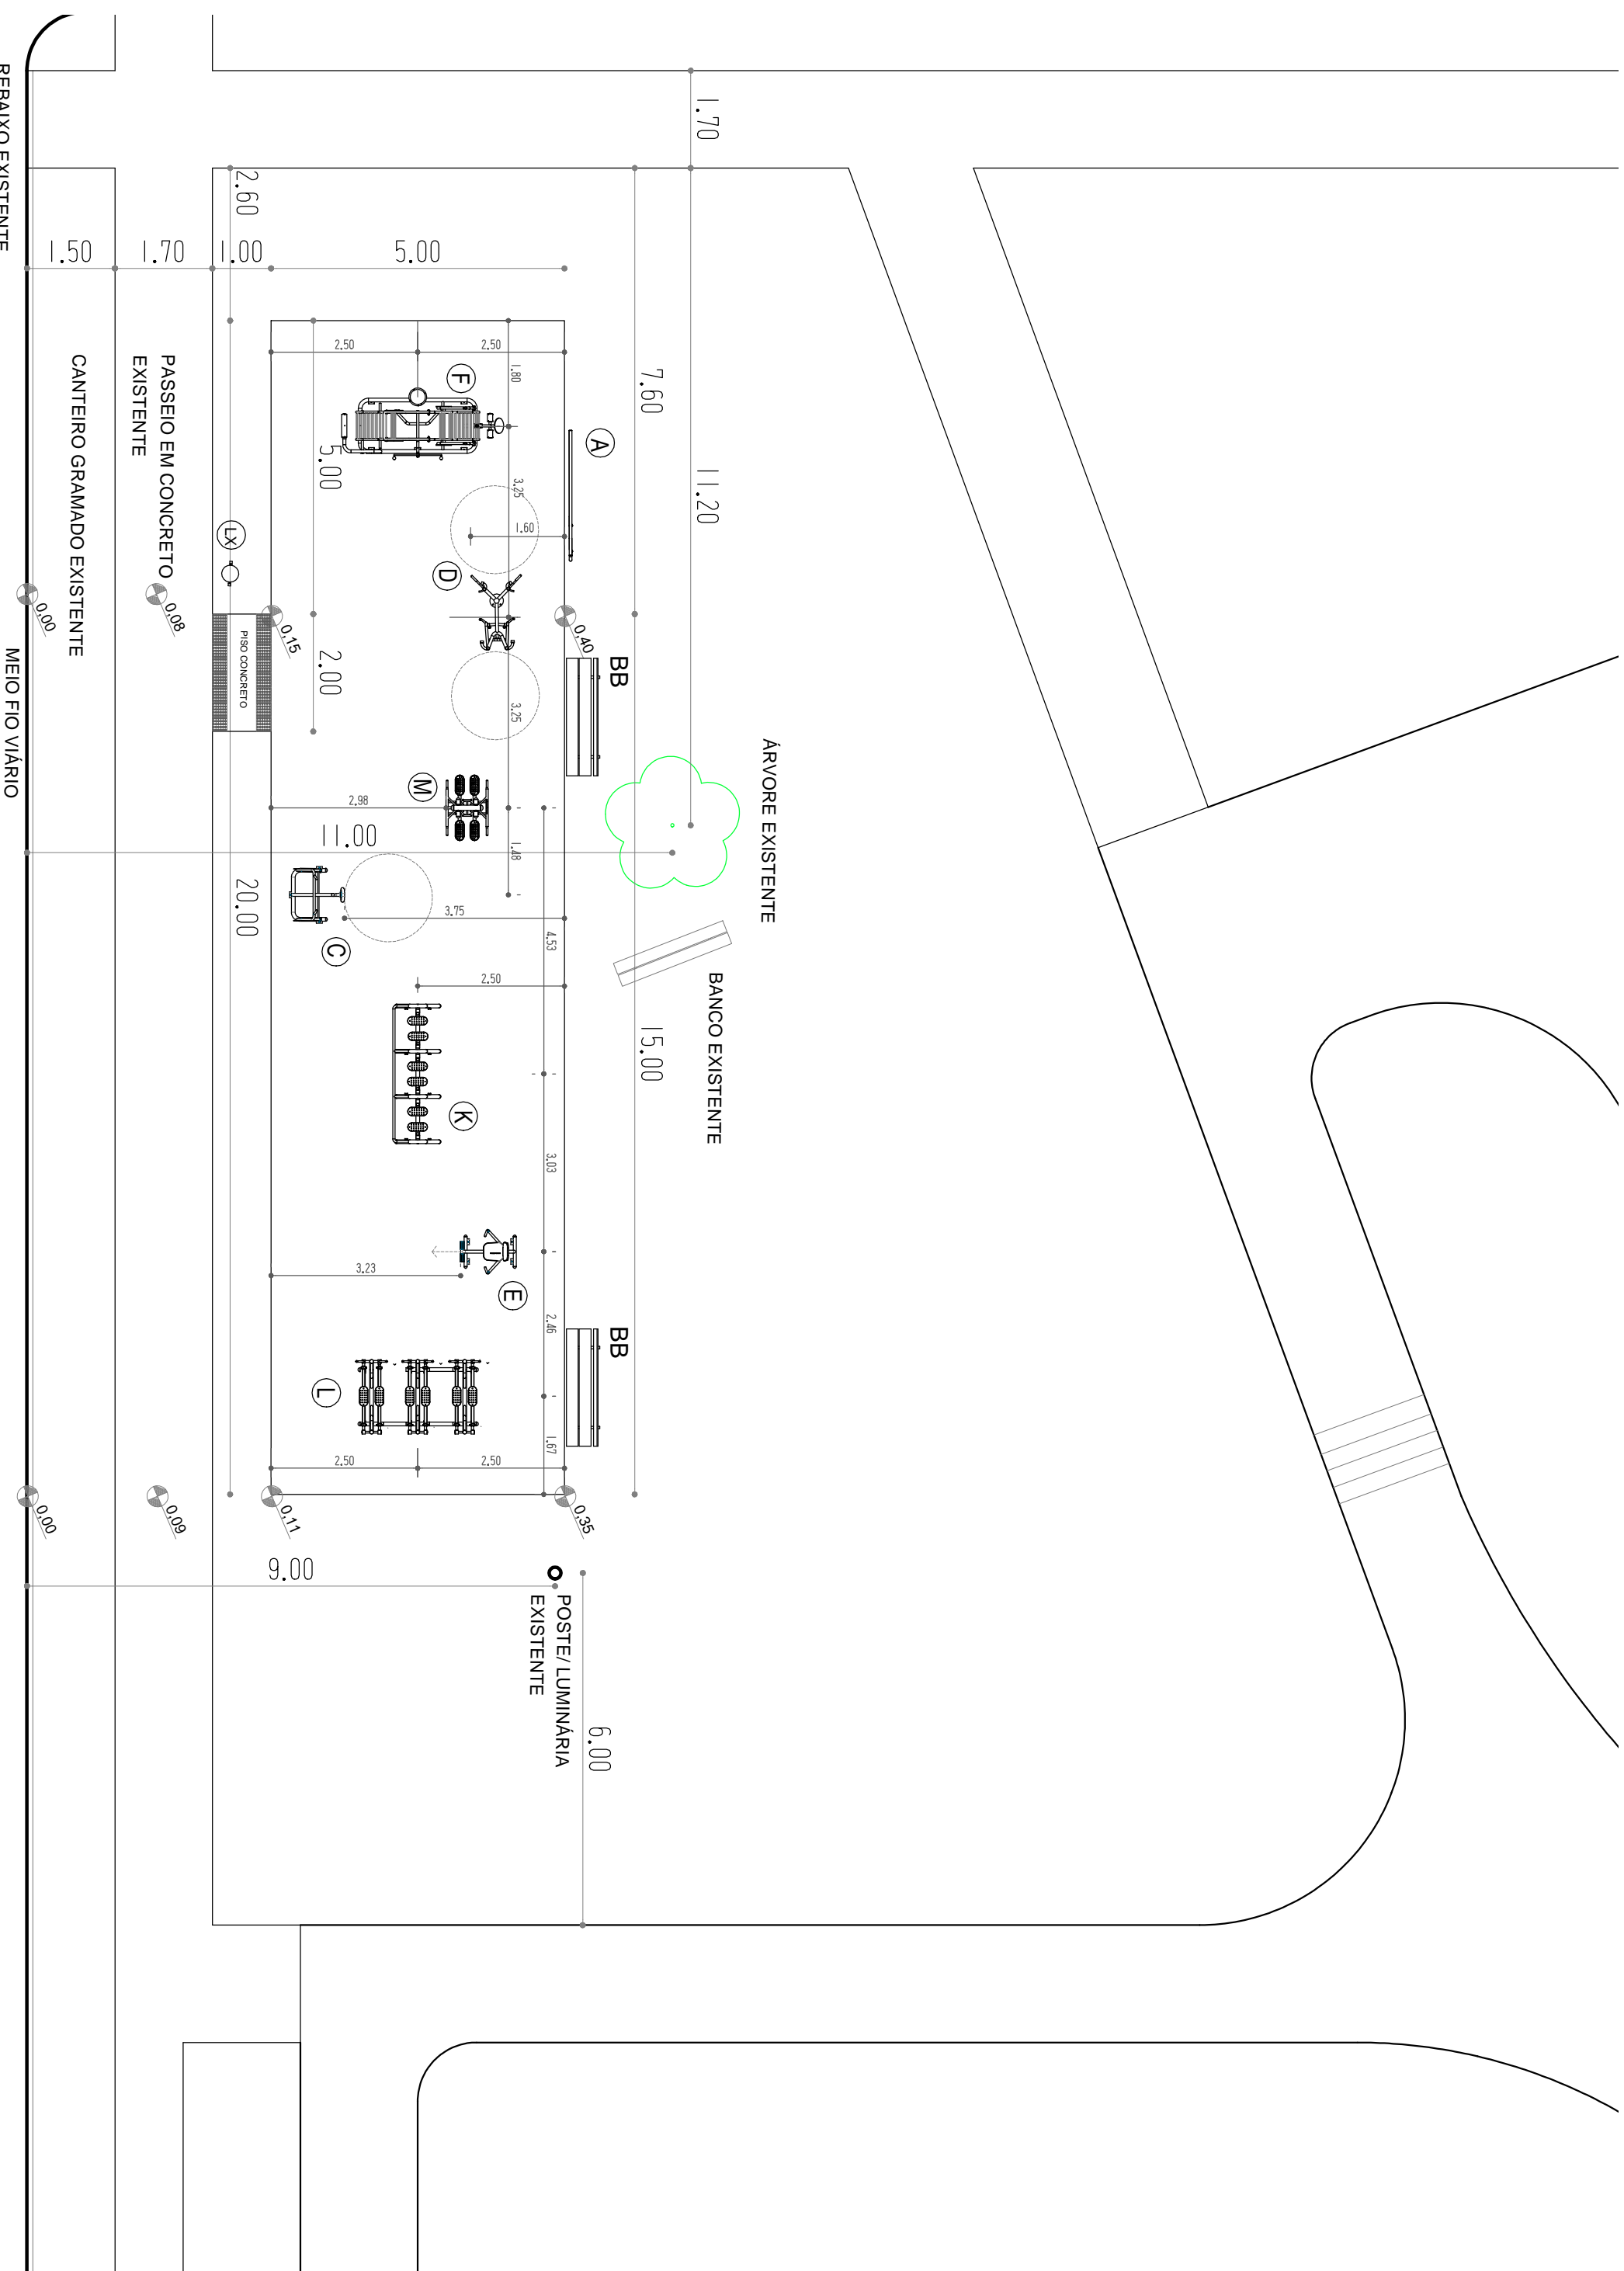 REBAIXO EXISTENTE
1.70
2.60
1.50
1.70
1.00
5.00
2.50
2.50
1.80
7.60
F
A
11.20
CANTEIRO GRAMADO EXISTENTE
PASSEIO EM CONCRETO
EXISTENTE
5.00
3.25
1.60
LX
D
0,00
0,08
0,15
0,40
PISO CONCRETO
2.00
BB
3.25
MEIO FIO VIÁRIO
ÁRVORE EXISTENTE
M
2.98
11.00
1.48
20.00
3.75
C
4.53
2.50
BANCO EXISTENTE
15.00
K
3.03
3.23
E
2.46
BB
L
1.67
2.50
2.50
0,00
0,09
0,11
0,35
9.00
POSTE/ LUMINÁRIA
EXISTENTE
6.00